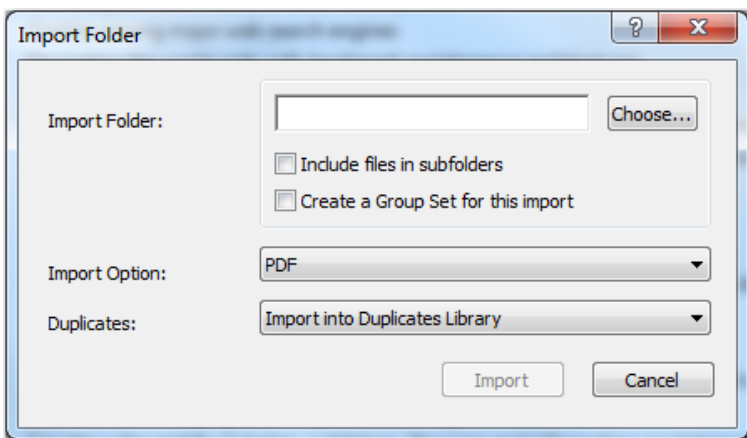 Import Folder
Import Folder:
Choose...
Include files in subfolders
Create a Group Set for this import
Import Option:
PDF
Duplicates:
Import into Duplicates Library
Import
Cancel